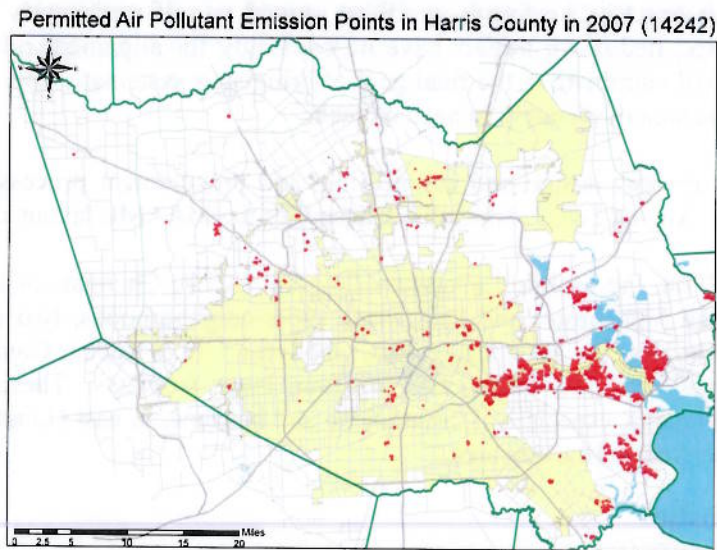 Permitted Air Pollutant Emission Points in Harris County in 2007 (14242)
Miles
0 2.5 5 10 15 20